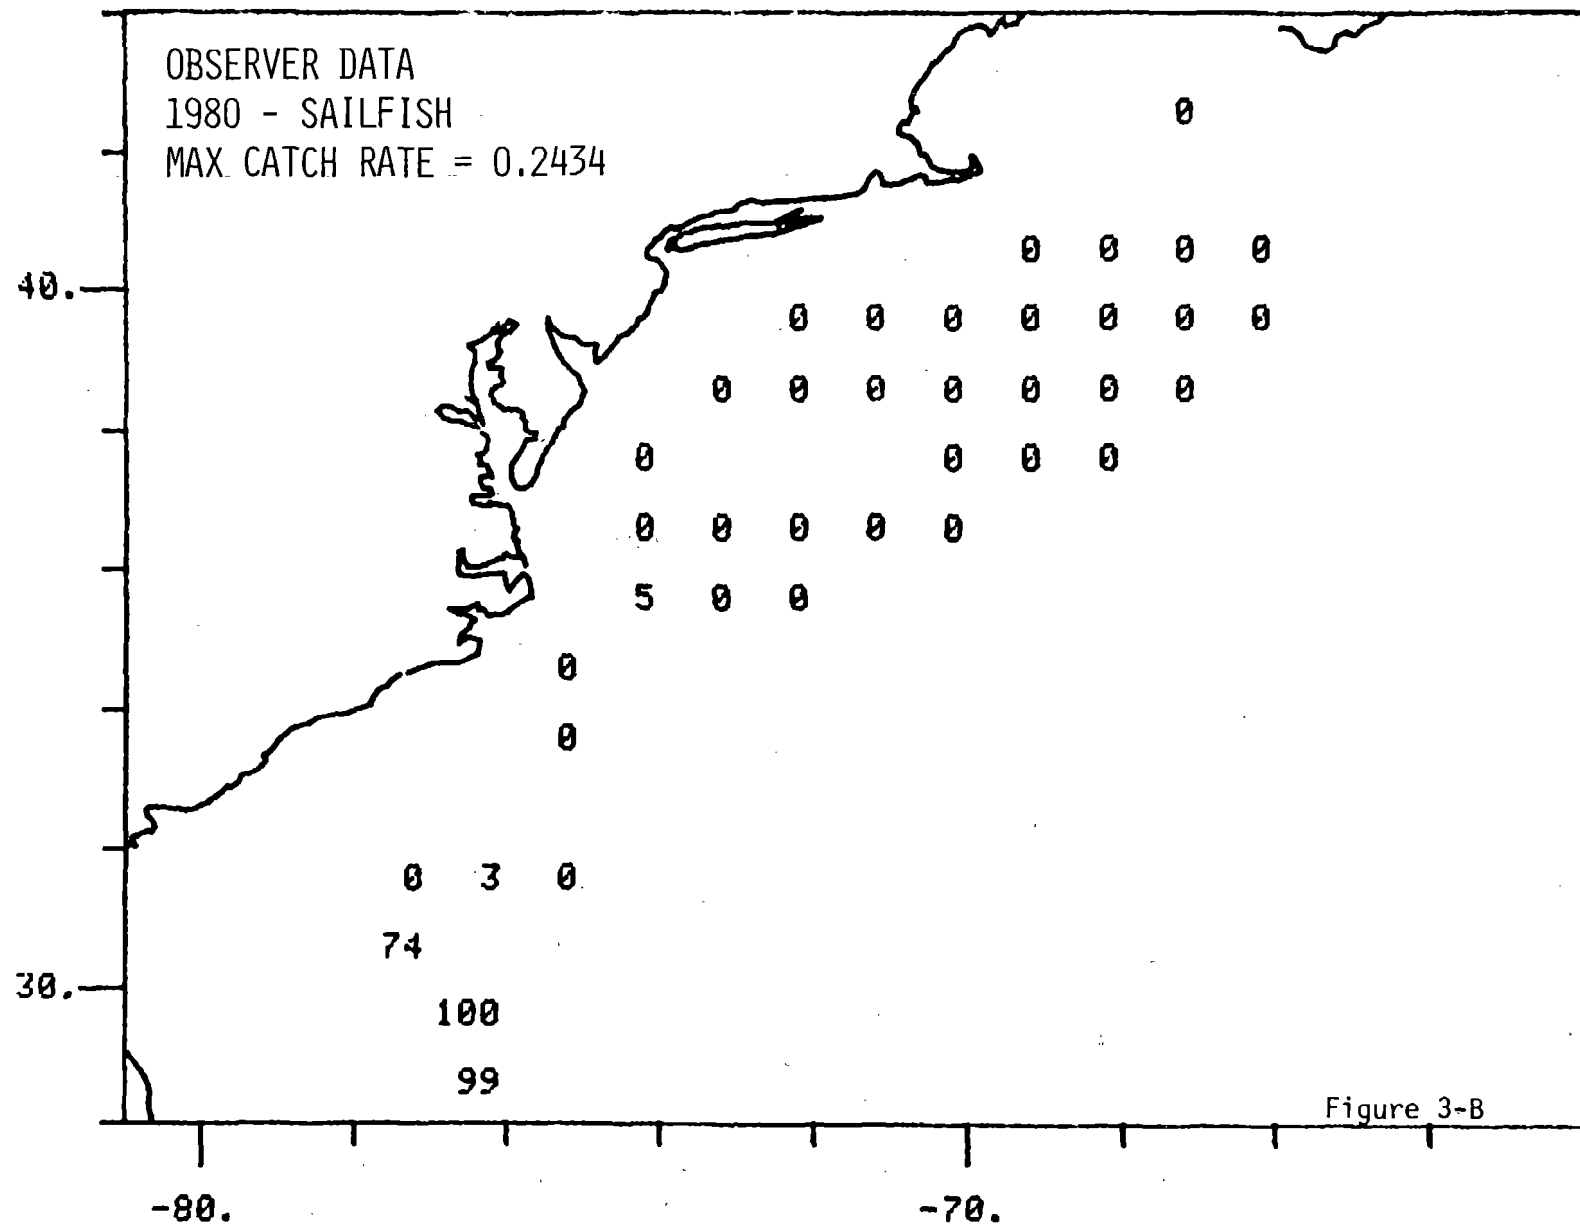 OBSERVER DATA
1980 - SAILFISH
MAX CATCH RATE = 0.2434
0
0 0 0 0
40.
0 0 0 0 0 0 0
0 0 0 0 0 0 0
0 0 0 0
0 0 0 0 0
5 0 0
0
0
0 3 0
74
30.
100
99
Figure 3-B
-80. -70.